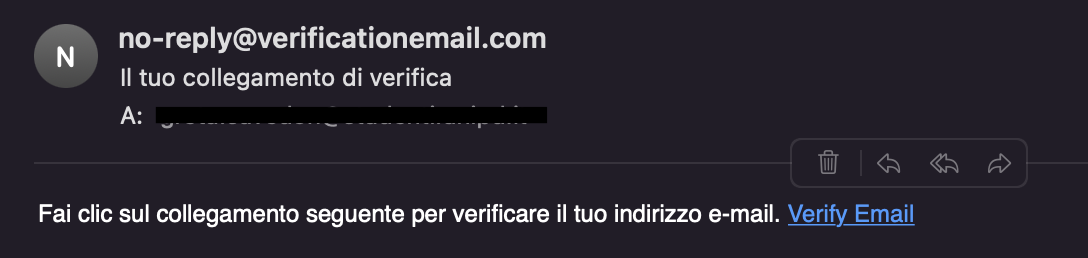 N
no-reply@verificationemail.com
Il tuo collegamento di verifica
A:
Fai clic sul collegamento seguente per verificare il tuo indirizzo e-mail. Verify Email